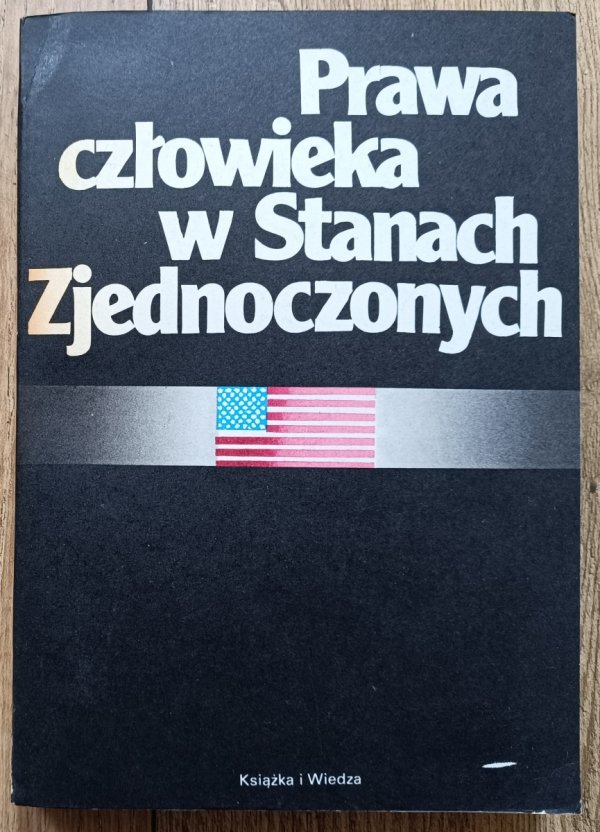 Prawa
człowieka
w Stanach
Zjednoczonych
Książka i Wiedza